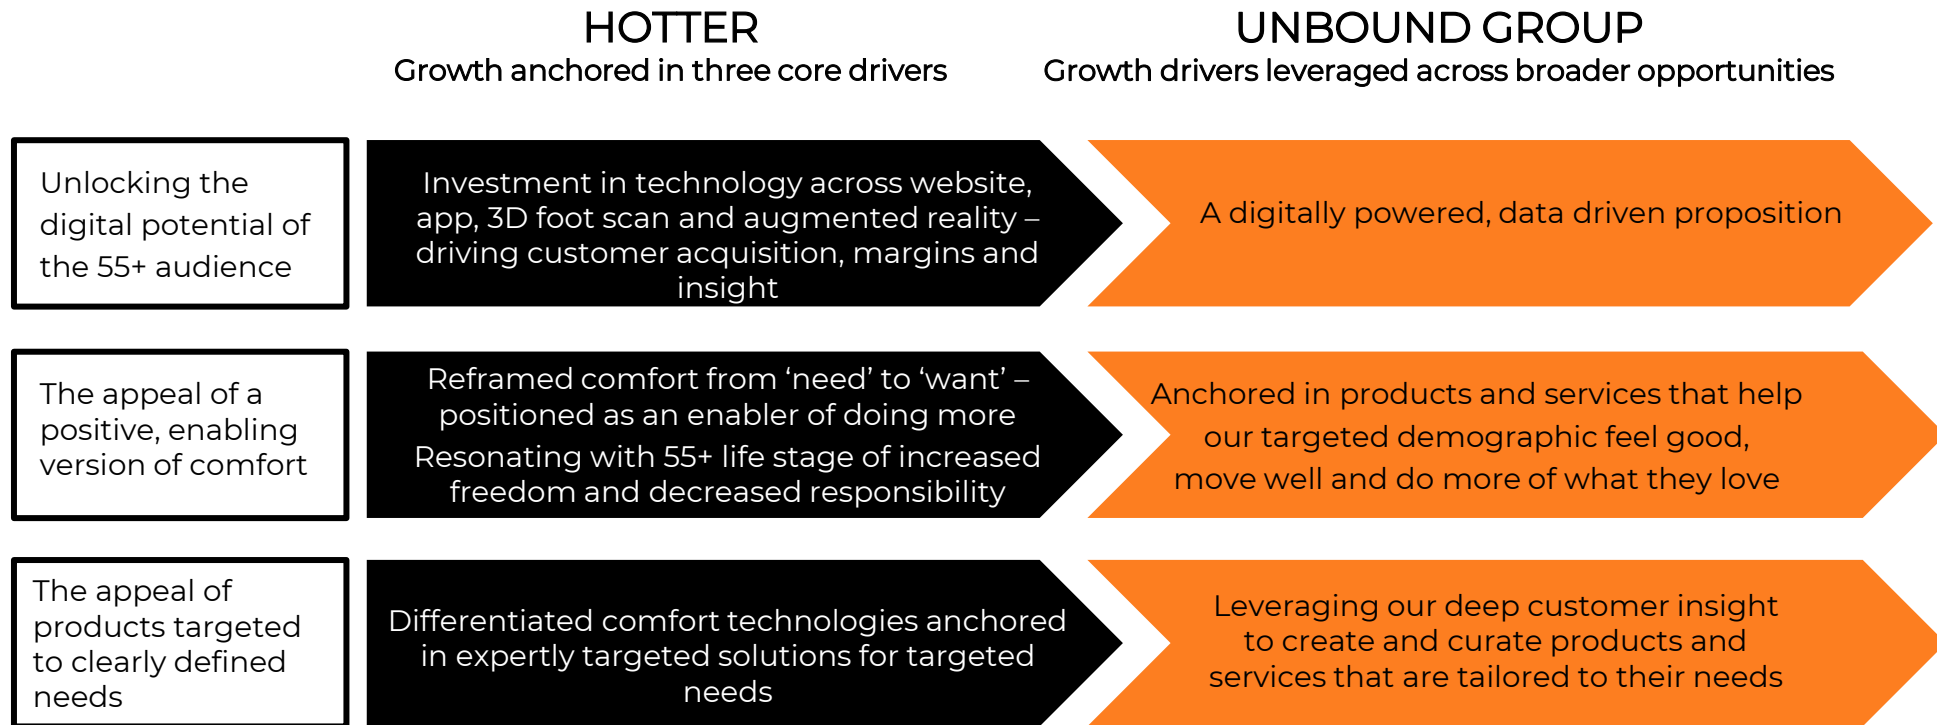 HOTTER
Growth anchored in three core drivers
UNBOUND GROUP
Growth drivers leveraged across broader opportunities
Unlocking the
digital potential of
the 55+ audience
Investment in technology across website,
app, 3D foot scan and augmented reality –
driving customer acquisition, margins and
insight
A digitally powered, data driven proposition
The appeal of a
positive, enabling
version of comfort
Reframed comfort from ‘need’ to ‘want’ –
positioned as an enabler of doing more
Resonating with 55+ life stage of increased
freedom and decreased responsibility
Anchored in products and services that help
our targeted demographic feel good,
move well and do more of what they love
The appeal of
products targeted
to clearly defined
needs
Differentiated comfort technologies anchored
in expertly targeted solutions for targeted
needs
Leveraging our deep customer insight
to create and curate products and
services that are tailored to their needs